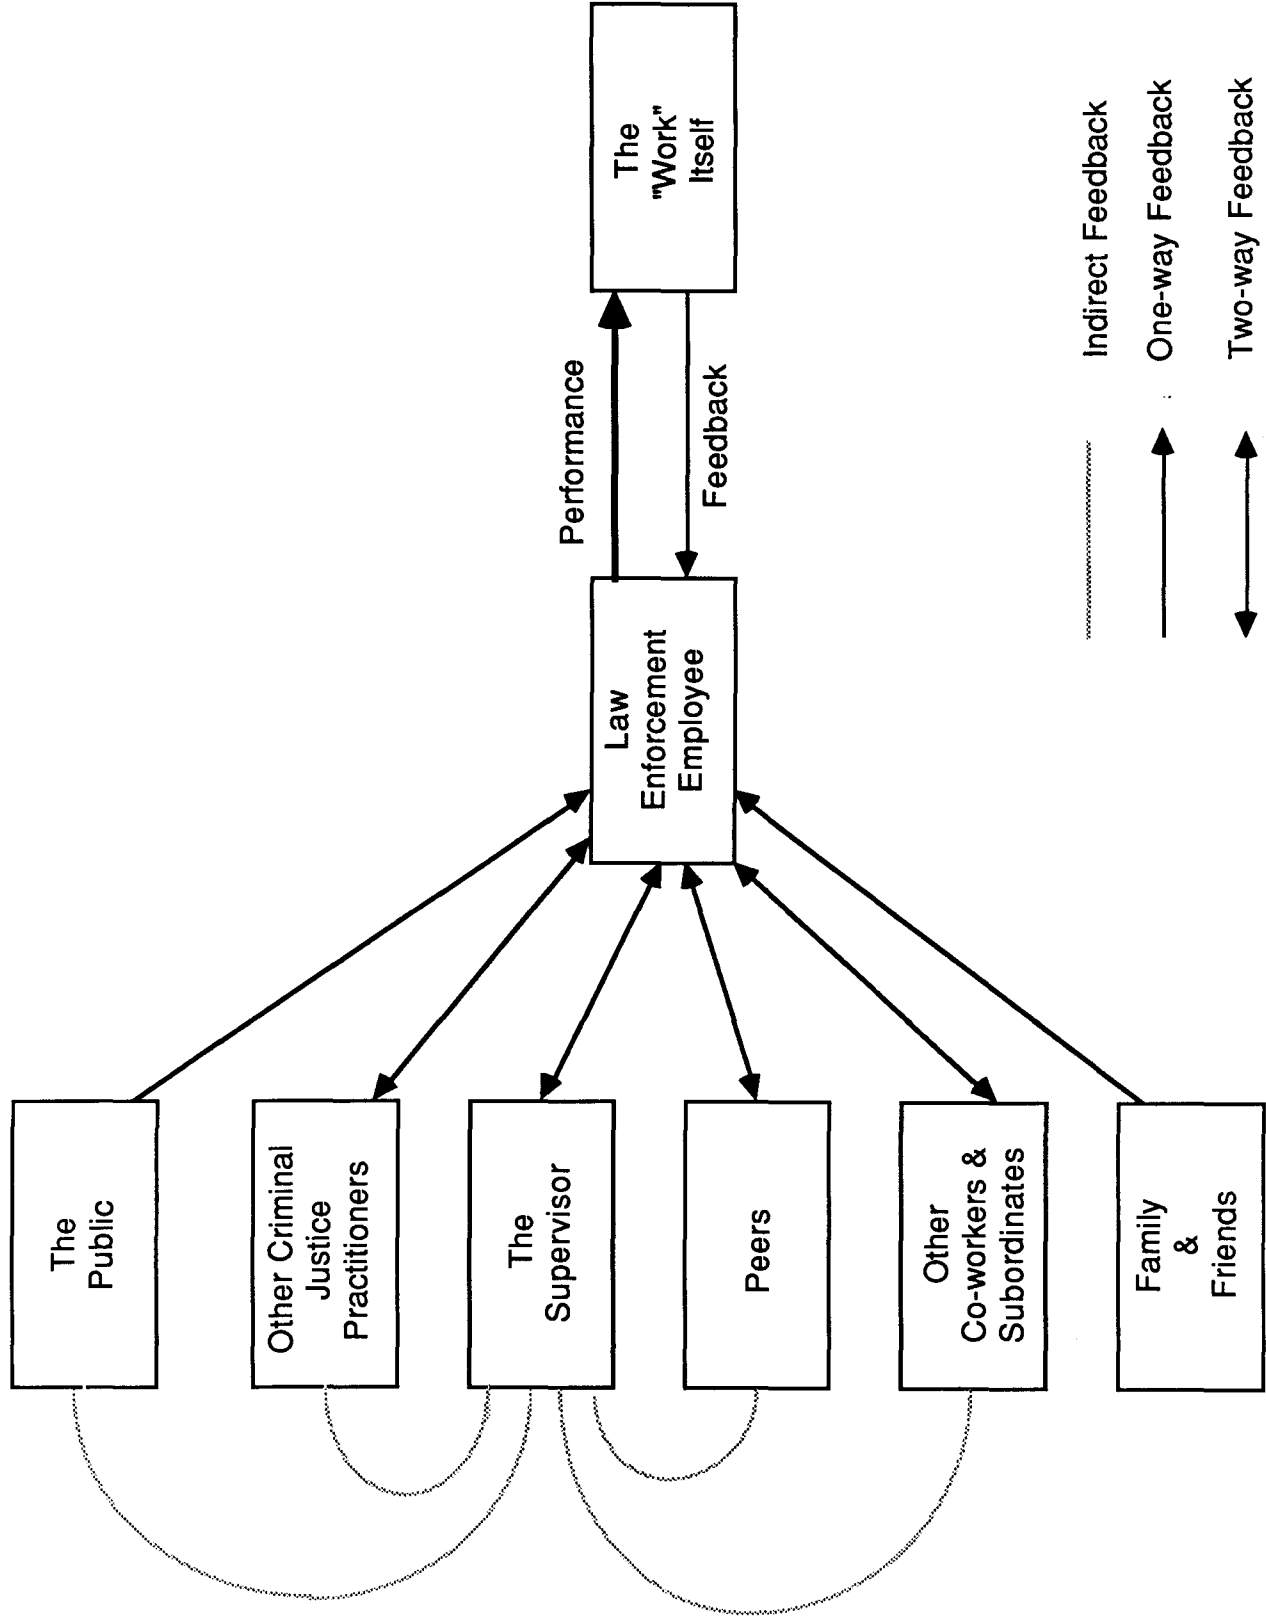 The
Public
Other Criminal
Justice
Practitioners
The
Supervisor
Peers
Other
Co-workers &
Subordinates
Family
&
Friends
Law
Enforcement
Employee
Performance
Feedback
The
"Work"
Itself
Indirect Feedback
One-way Feedback
Two-way Feedback